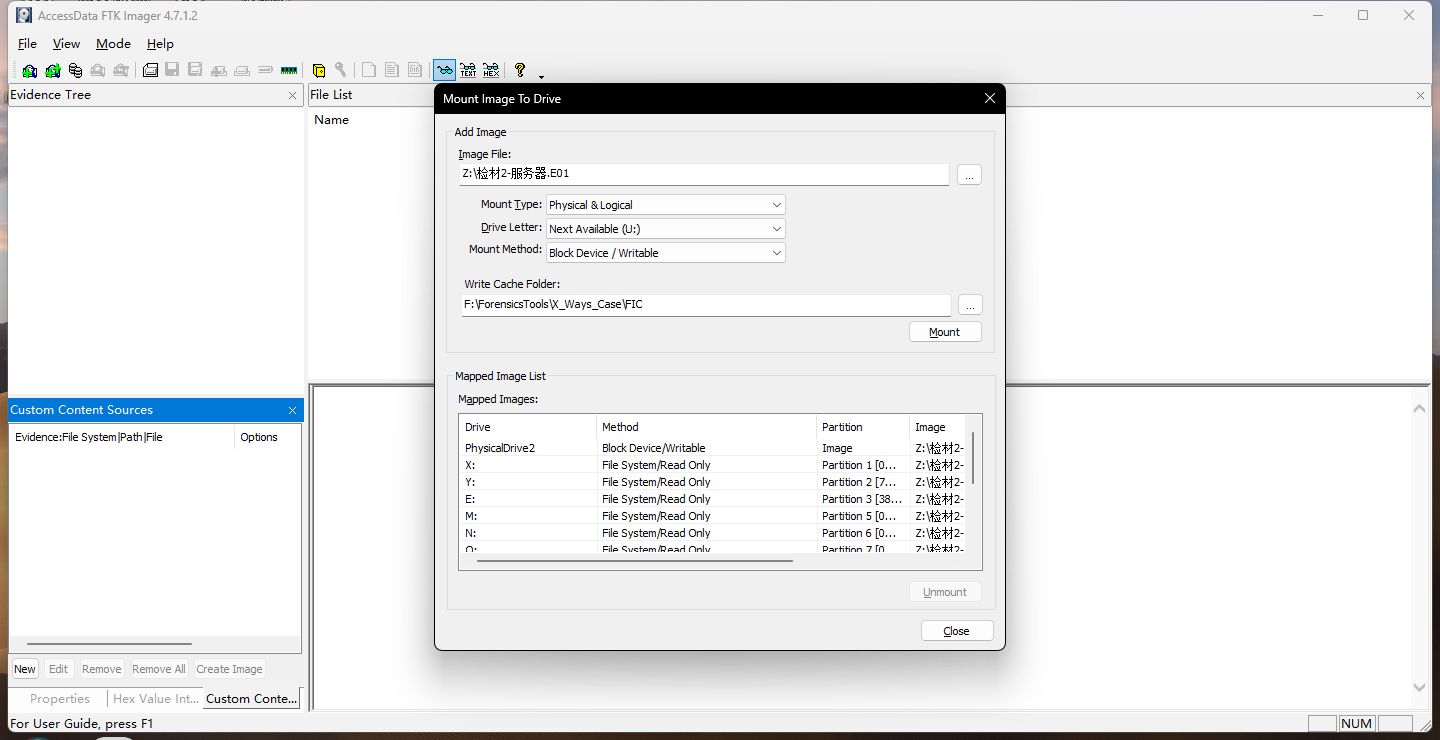 AccessData FTK Imager 4.7.1.2
File View Mode Help
TEXT HEX
Evidence Tree
File List
Name
Custom Content Sources
Evidence:File System|Path|File Options
New Edit Remove Remove All Create Image
Properties Hex Value Int... Custom Conte...
For User Guide, press F1
NUM
Mount Image To Drive
Add Image
Image File:
Z:\检材2-服务器.E01
...
Mount Type: Physical & Logical
Drive Letter: Next Available (U:)
Mount Method: Block Device / Writable
Write Cache Folder:
F:\ForensicsTools\X_Ways_Case\FIC
...
Mount
Mapped Image List
Mapped Images:
Drive Method Partition Image
PhysicalDrive2 Block Device/Writable Image Z:\检材2-
X: File System/Read Only Partition 1 [0... Z:\检材2-
Y: File System/Read Only Partition 2 [7... Z:\检材2-
E: File System/Read Only Partition 3 [38... Z:\检材2-
M: File System/Read Only Partition 5 [0... Z:\检材2-
N: File System/Read Only Partition 6 [0... Z:\检材2-
File System/Read Only Partition 7 [0 Z:\检材2-
Unmount
Close